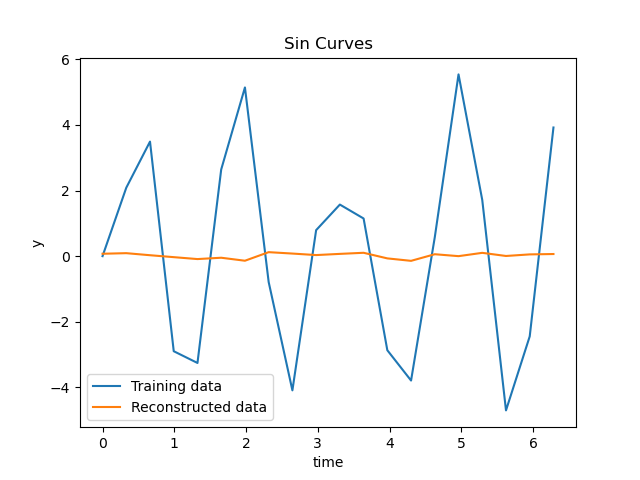 Sin Curves
6
4
2
0
−2
−4
y
Training data
Reconstructed data
0 1 2 3 4 5 6
time